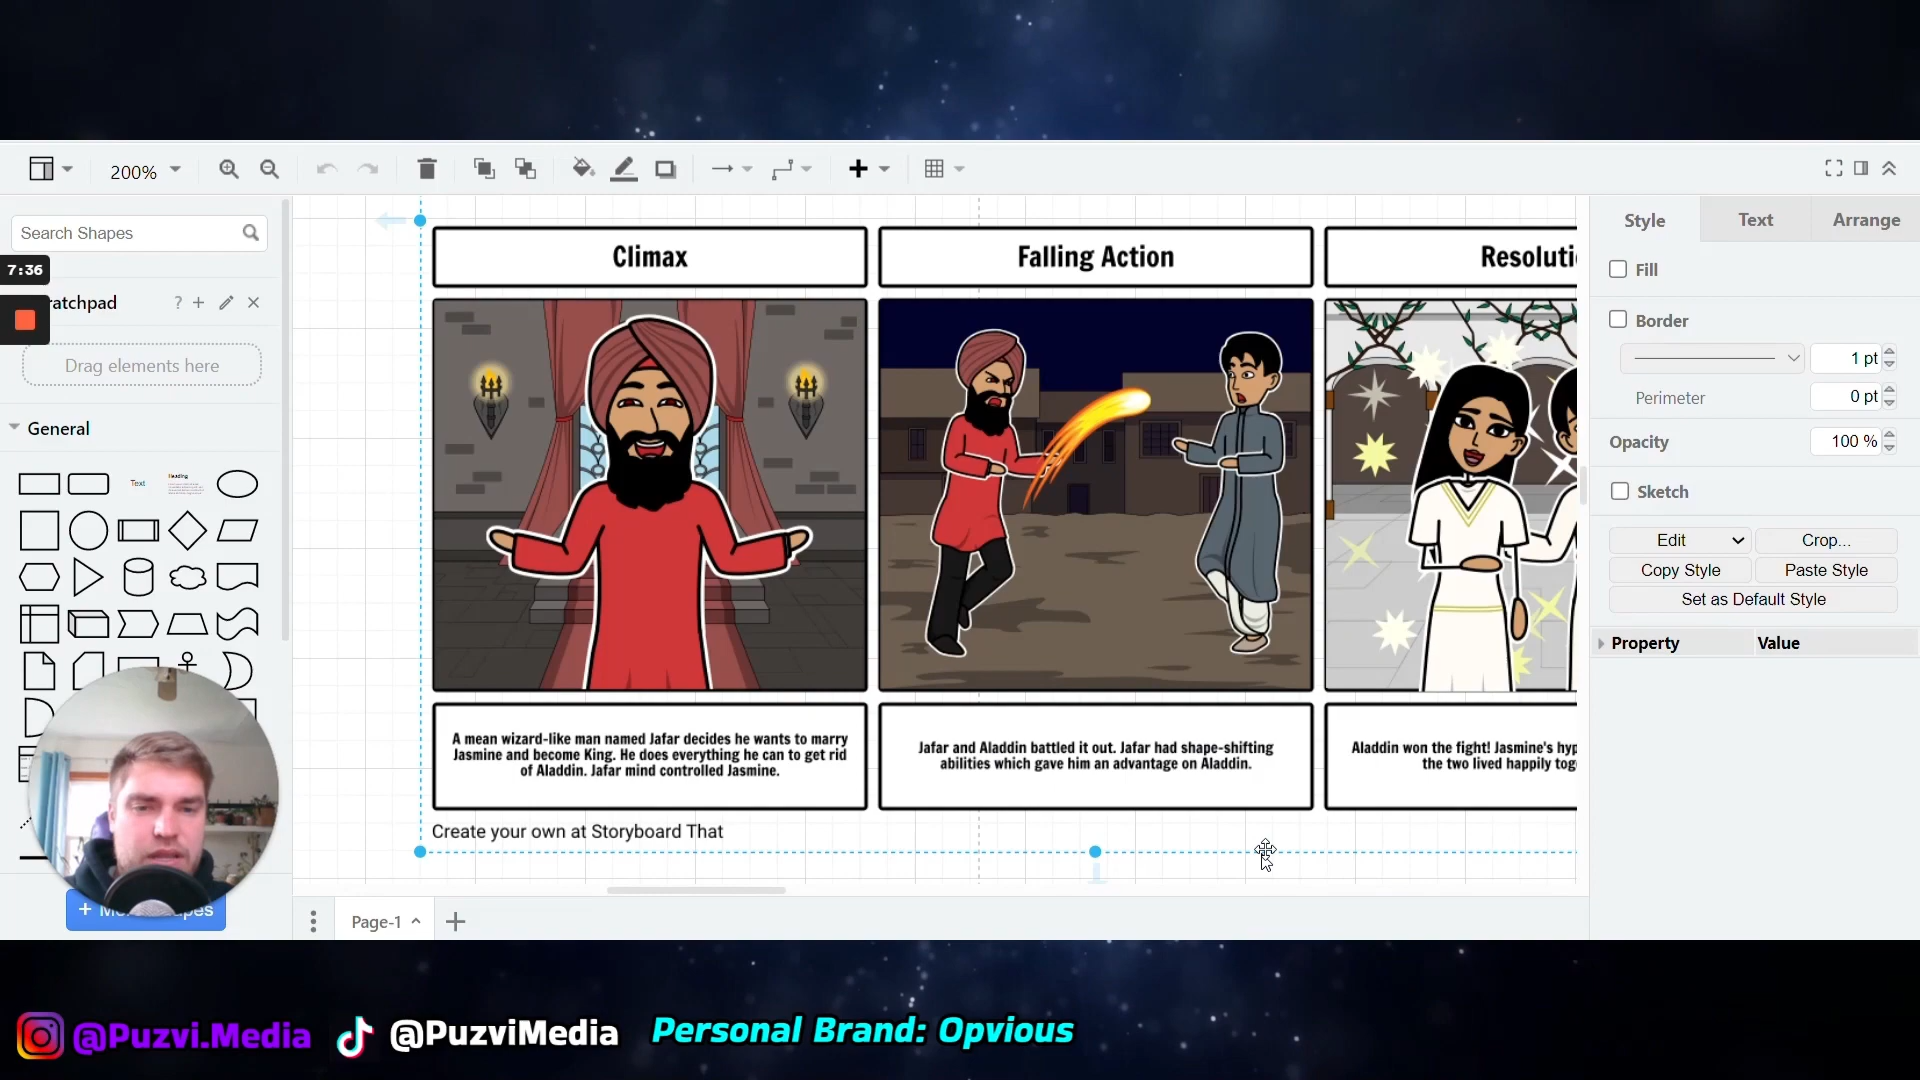 200%
Search Shapes
7:36
ratchpad
?
Drag elements here
General
Text
Heading
Page-1
Climax
Falling Action
Resoluti
A mean wizard-like man named Jafar decides he wants to marry
Jasmine and become King. He does everything he can to get rid
of Aladdin. Jafar mind controlled Jasmine.
Jafar and Aladdin battled it out. Jafar had shape-shifting
abilities which gave him an advantage on Aladdin.
Aladdin won the fight! Jasmine's hyp
the two lived happily tog
Create your own at Storyboard That
Style
Text
Arrange
Fill
Border
1 pt
Perimeter
0 pt
Opacity
100 %
Sketch
Edit
Crop...
Copy Style
Paste Style
Set as Default Style
Property
Value
@Puzvi.Media
@PuzviMedia
Personal Brand: Opvious